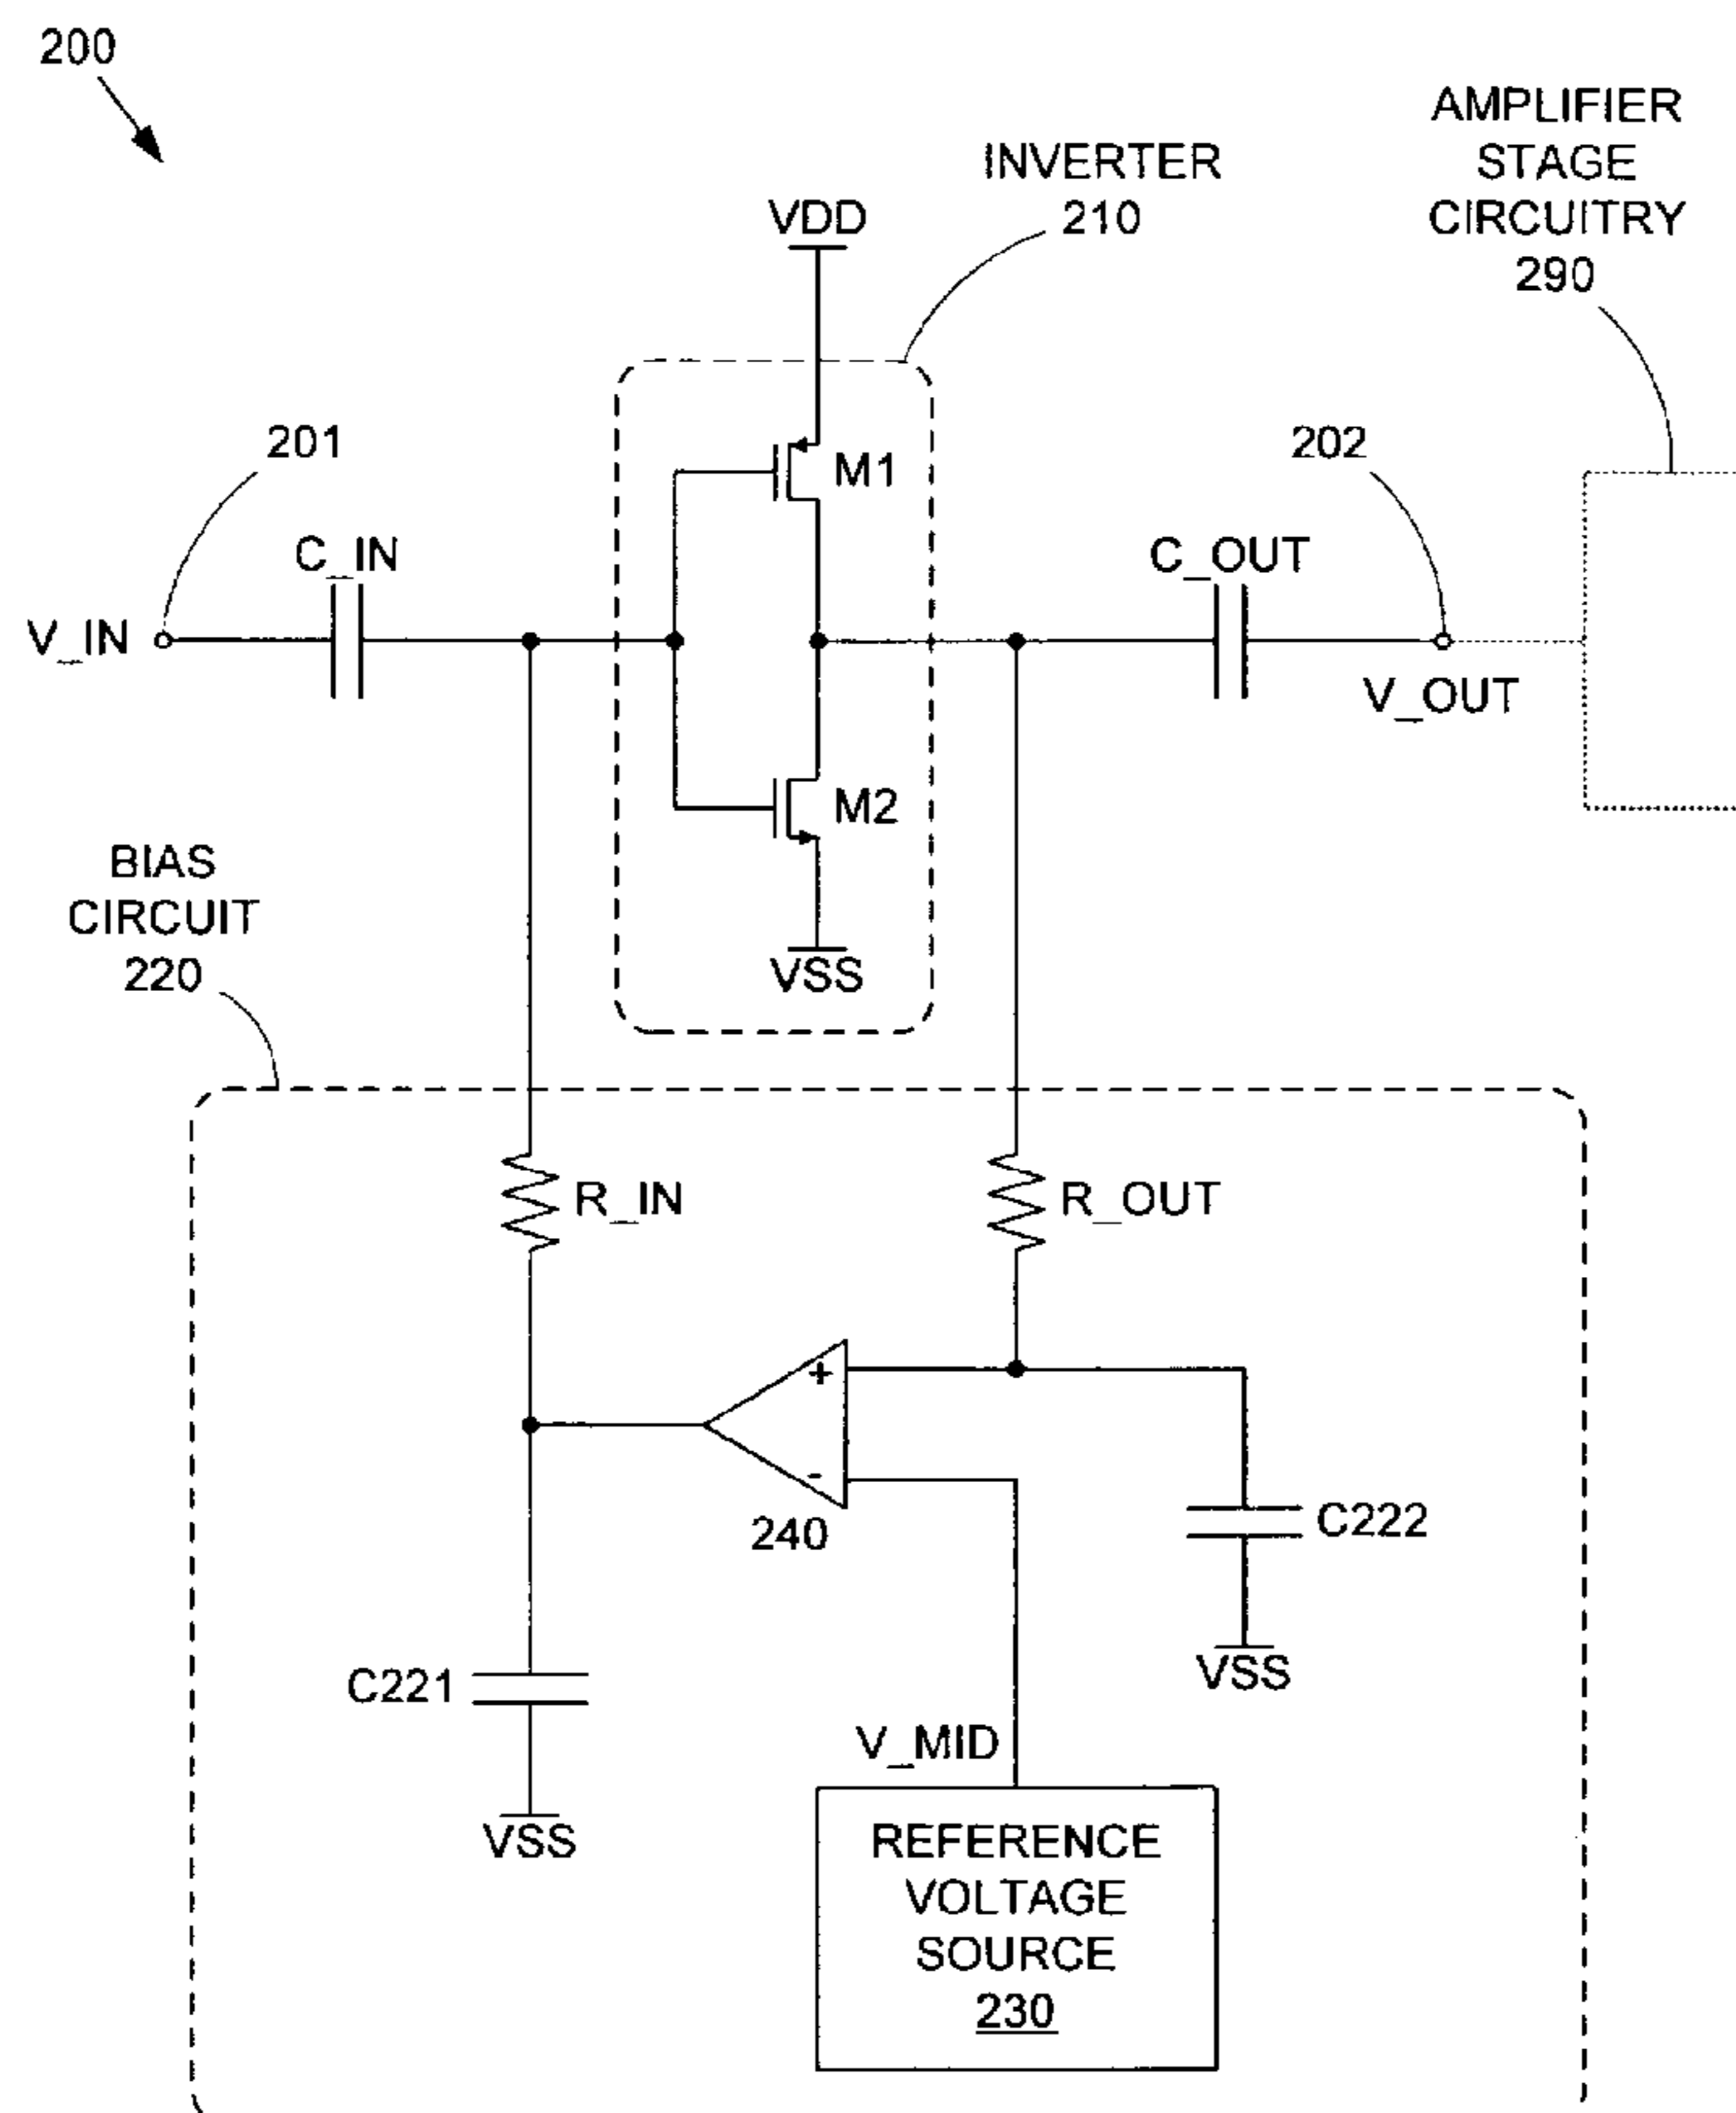 200
AMPLIFIER
STAGE
CIRCUITRY
290
INVERTER
210
VDD
201
M1
202
C_IN
C_OUT
V_IN
V_OUT
M2
BIAS
CIRCUIT
220
VSS
R_IN
R_OUT
+
-
240
C222
VSS
C221
V_MID
VSS
REFERENCE
VOLTAGE
SOURCE
230